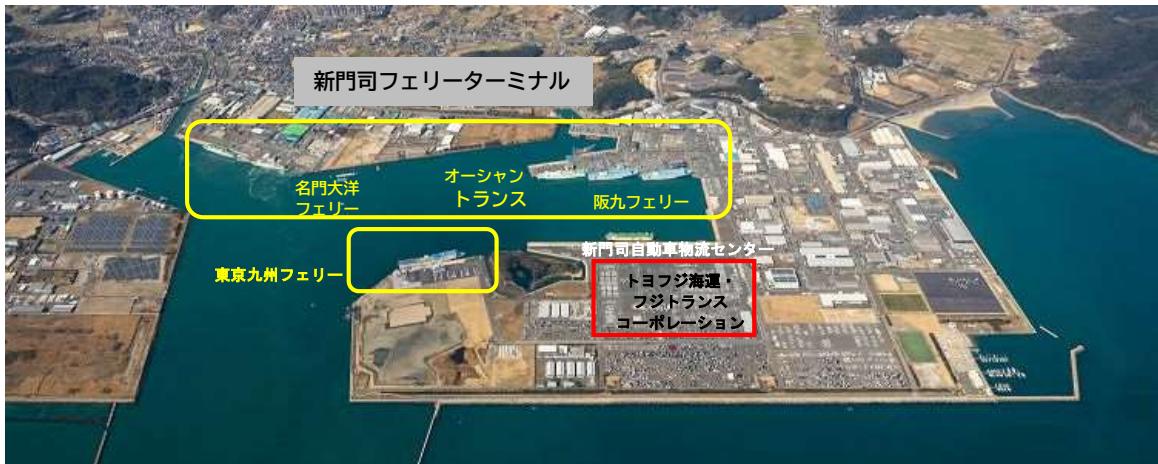 新門司フェリーターミナル
名門大洋
フェリー
オーシャン
トランス
阪九フェリー
東京九州フェリー
新門司自動車物流センター
トヨフジ海運・
フジトランス
コーポレーション